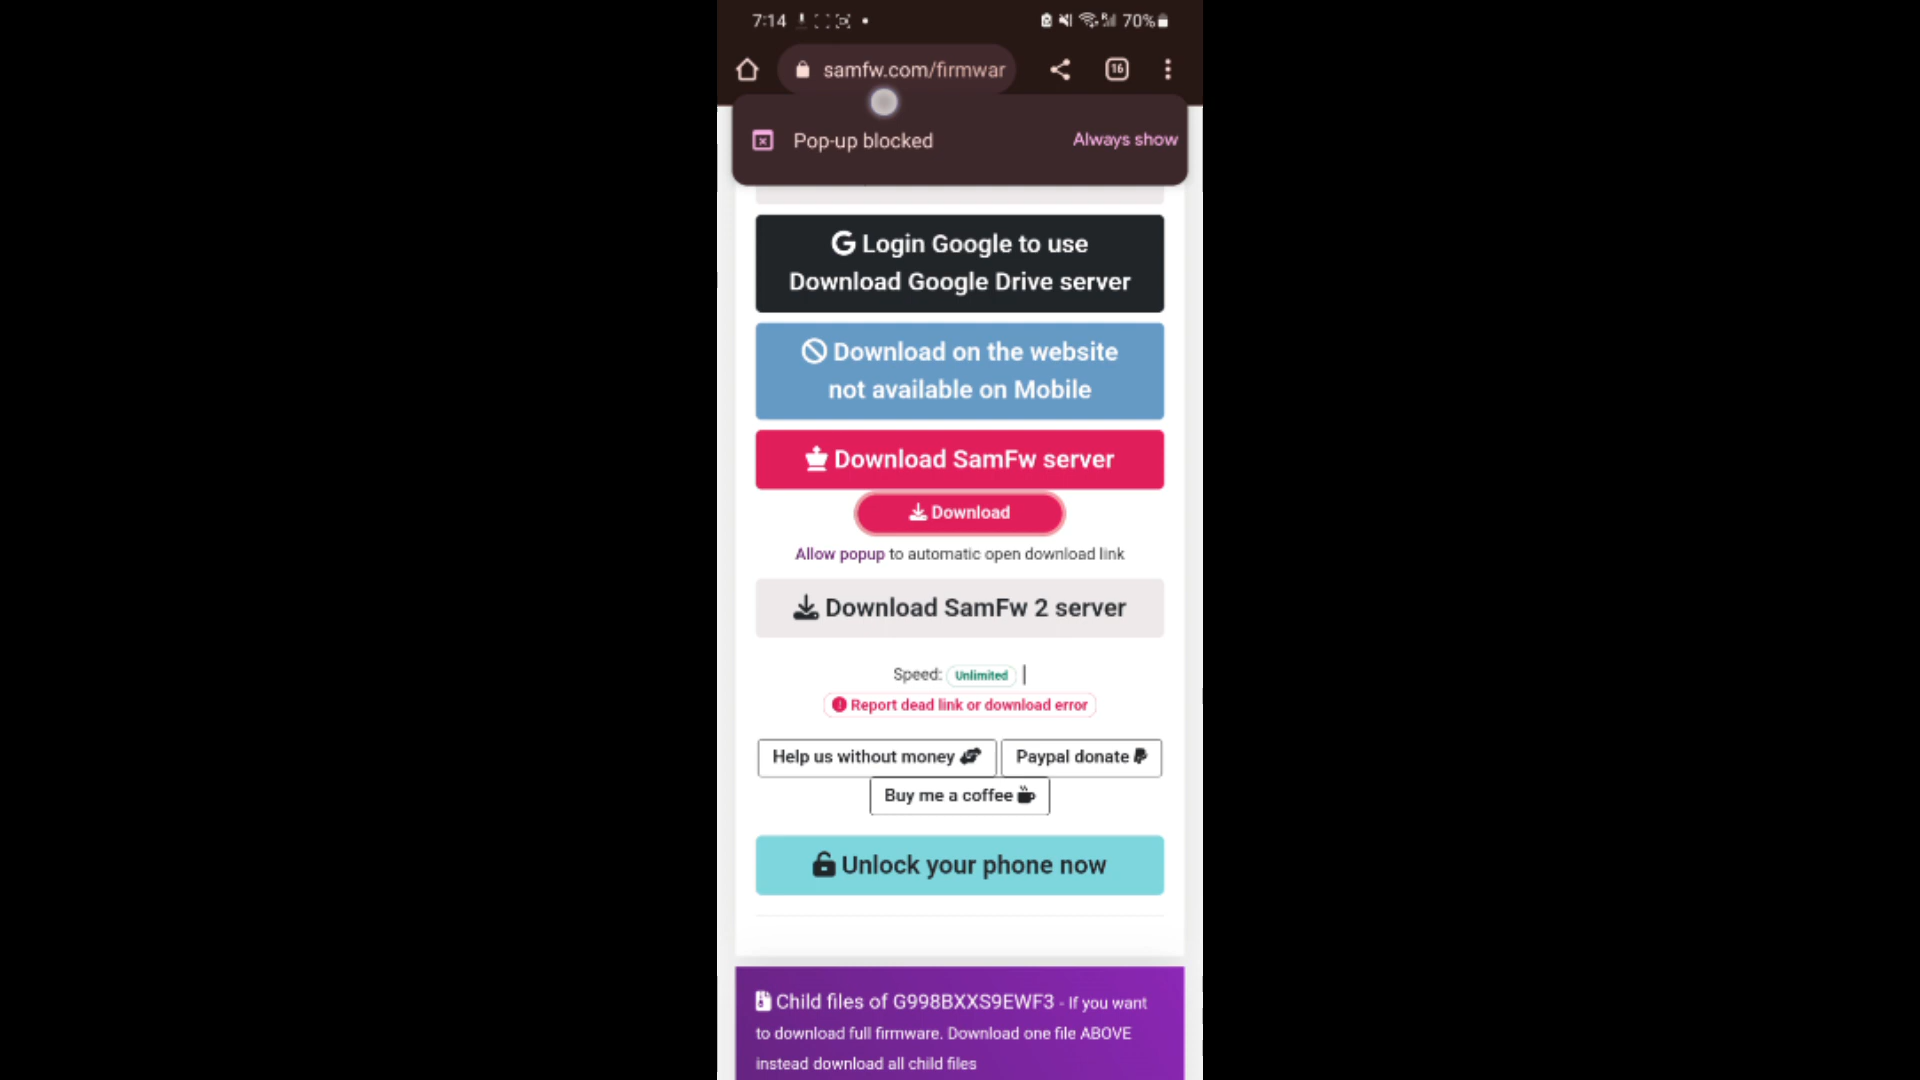 7:14
70%
samfw.com/firmwar
16
Pop-up blocked
Always show
Login Google to use
Download Google Drive server
Download on the website
not available on Mobile
Download SamFw server
Download
Allow popup to automatic open download link
Download SamFw 2 server
Speed: Unlimited |
Report dead link or download error
Help us without money
Paypal donate
Buy me a coffee
Unlock your phone now
Child files of G998BXXS9EWF3 - If you want
to download full firmware. Download one file ABOVE
instead download all child files